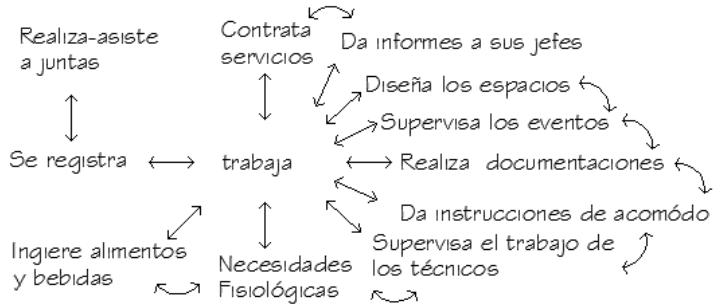 Realiza-asiste
a juntas
Contrata
servicios
Da informes a sus jefes
Diseña los espacios
Supervisa los eventos
Se registra
trabaja
Realiza documentaciones
Da instrucciones de acomódo
Supervisa el trabajo de
los técnicos
Ingiere alimentos
y bebidas
Necesidades
Fisiológicas